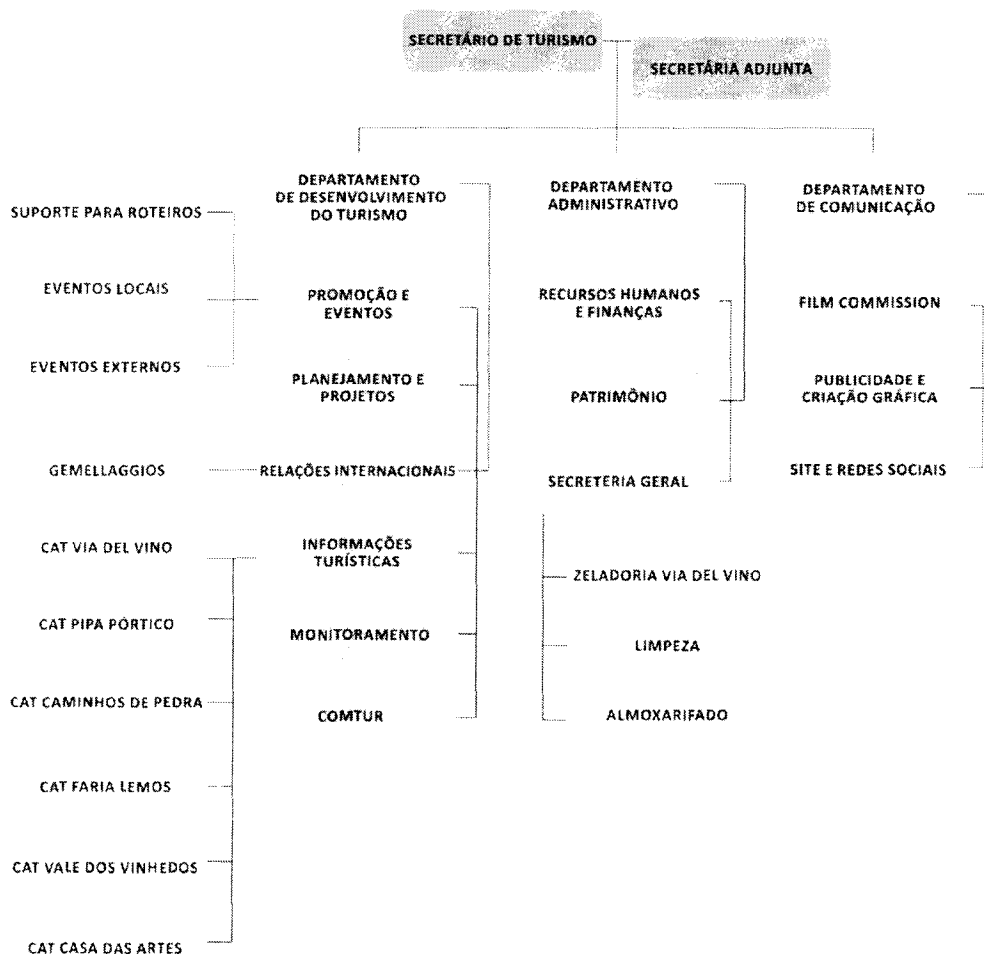 SECRETÁRIO DE TURISMO
SECRETÁRIA ADJUNTA
DEPARTAMENTO
DE DESENVOLVIMENTO
DO TURISMO
DEPARTAMENTO
ADMINISTRATIVO
DEPARTAMENTO
DE COMUNICAÇÃO
SUPORTE PARA ROTEIROS
EVENTOS LOCAIS
EVENTOS EXTERNOS
PROMOÇÃO E
EVENTOS
RECURSOS HUMANOS
E FINANÇAS
FILM COMMISSION
PLANEJAMENTO E
PROJETOS
PATRIMÔNIO
PUBLICIDADE E
CRIAÇÃO GRÁFICA
GEMELLAGGIOS
RELAÇÕES INTERNACIONAIS
SECRETERIA GERAL
SITE E REDES SOCIAIS
CAT VIA DEL VINO
INFORMAÇÕES
TURÍSTICAS
ZELADORIA VIA DEL VINO
CAT PIPA PÓRTICO
MONITORAMENTO
LIMPEZA
CAT CAMINHOS DE PEDRA
COMTUR
ALMOXARIFADO
CAT FARIA LEMOS
CAT VALE DOS VINHEDOS
CAT CASA DAS ARTES